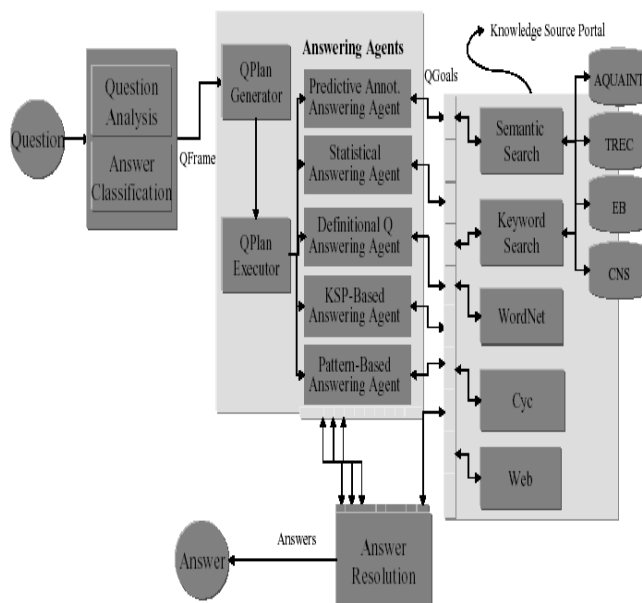 Knowledge Source Portal
Answering Agents
QGoals
QPlan
Generator
Predictive Annot.
Answering Agent
AQUAINT
Question
Analysis
Semantic
Search
Question
Answer
Classification
QFrame
Statistical
Answering Agent
TREC
QPlan
Executor
Definitional Q
Answering Agent
Keyword
Search
EB
KSP-Based
Answering Agent
WordNet
CNS
Pattern-Based
Answering Agent
Cyc
Web
Answer
Answers
Answer
Resolution